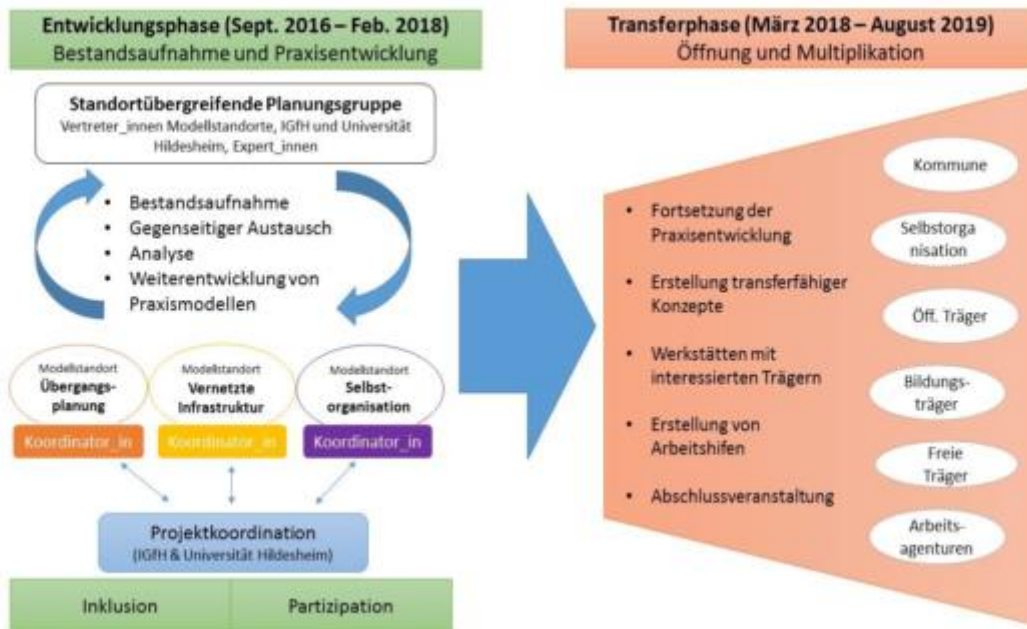 Entwicklungsphase (Sept. 2016 – Feb. 2018)
Bestandsaufnahme und Praxisentwicklung
Standortübergreifende Planungsgruppe
Vertreter_innen Modellstandorte, IGfH und Universität
Hildesheim, Expert_innen
• Bestandsaufnahme
• Gegenseitiger Austausch
• Analyse
• Weiterentwicklung von
Praxismodellen
Modellstandort
Übergangs-
planung
Koordinator_in
Modellstandort
Vernetzte
Infrastruktur
Koordinator_in
Modellstandort
Selbst-
organisation
Koordinator_in
Projektkoordination
(IGfH & Universität Hildesheim)
Inklusion
Partizipation
Transferphase (März 2018 – August 2019)
Öffnung und Multiplikation
• Fortsetzung der
Praxisentwicklung
• Erstellung transferfähiger
Konzepte
• Werkstätten mit
interessierten Trägern
• Erstellung von
Arbeitshifen
• Abschlussveranstaltung
Kommune
Selbstorga
nisation
Öff. Träger
Bildungs-
träger
Freie
Träger
Arbeits-
agenturen